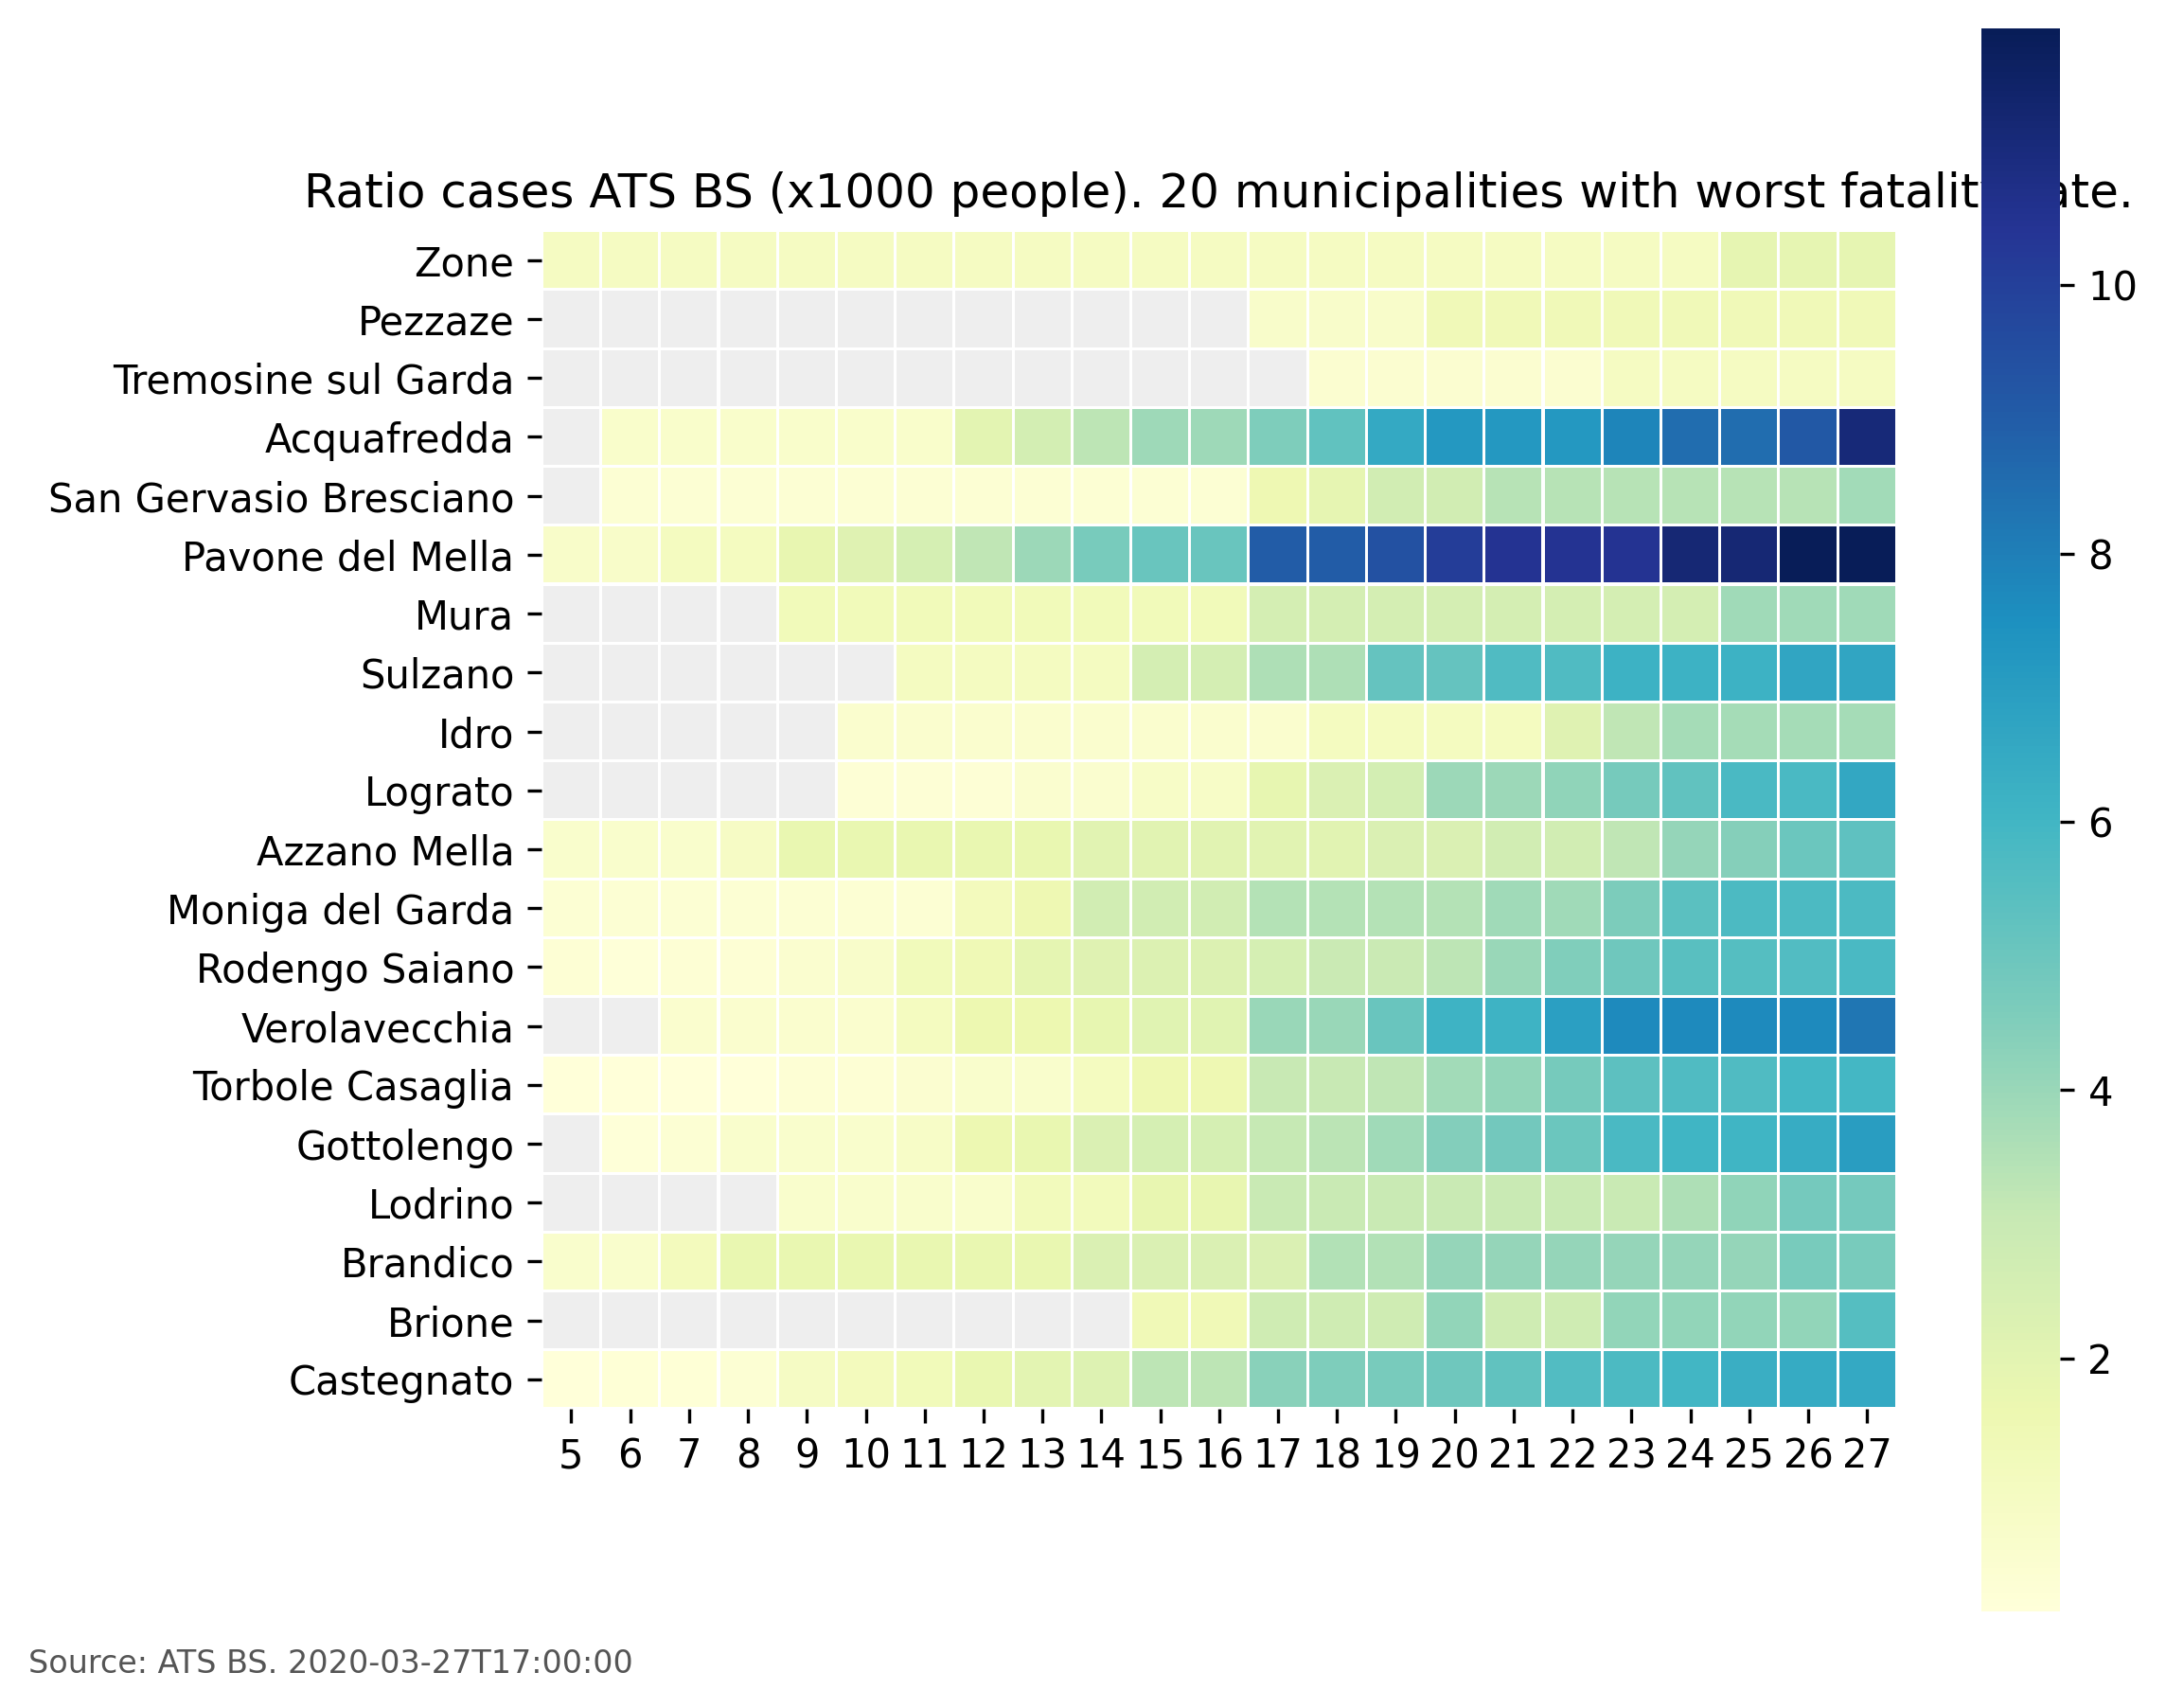 Ratio cases ATS BS (x1000 people). 20 municipalities with worst fatality ate.
Zone
Pezzaze
Tremosine sul Garda
Acquafredda
San Gervasio Bresciano
Pavone del Mella
Mura
Sulzano
Idro
Lograto
Azzano Mella
Moniga del Garda
Rodengo Saiano
Verolavecchia
Torbole Casaglia
Gottolengo
Lodrino
Brandico
Brione
Castegnato
5 6 7 8 9 10 11 12 13 14 15 16 17 18 19 20 21 22 23 24 25 26 27
10
8
6
4
2
Source: ATS BS. 2020-03-27T17:00:00